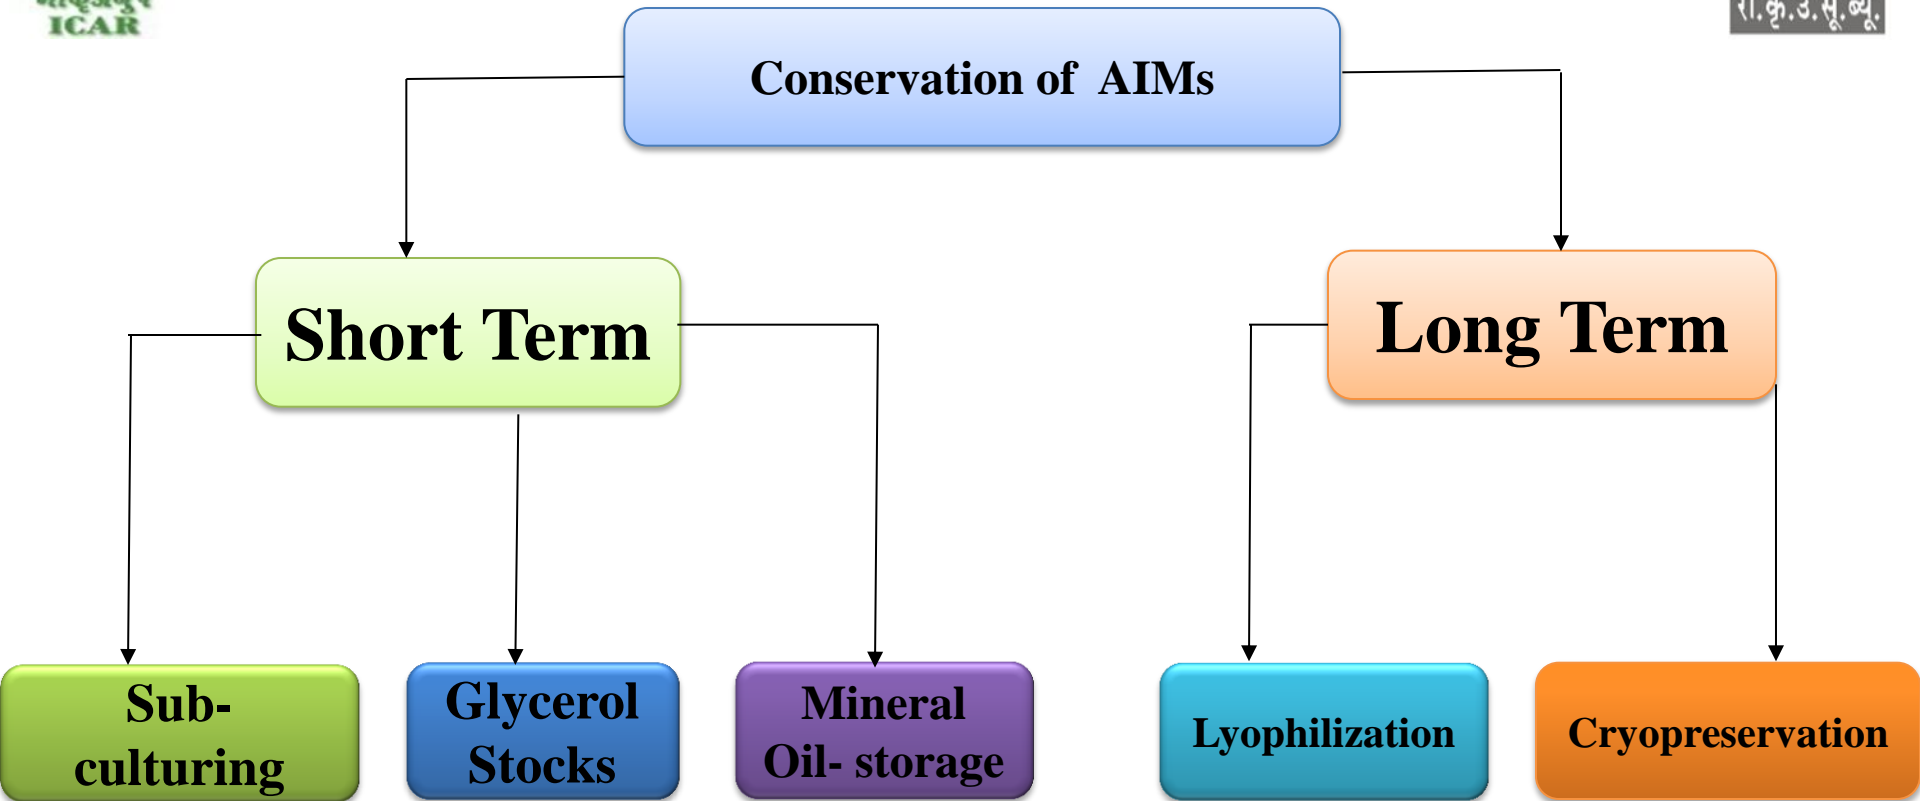 ICAR
रा.कृ.उ.सू.ब्यू.
Conservation of AIMs
Short Term
Long Term
Sub-
culturing
Glycerol
Stocks
Mineral
Oil- storage
Lyophilization
Cryopreservation